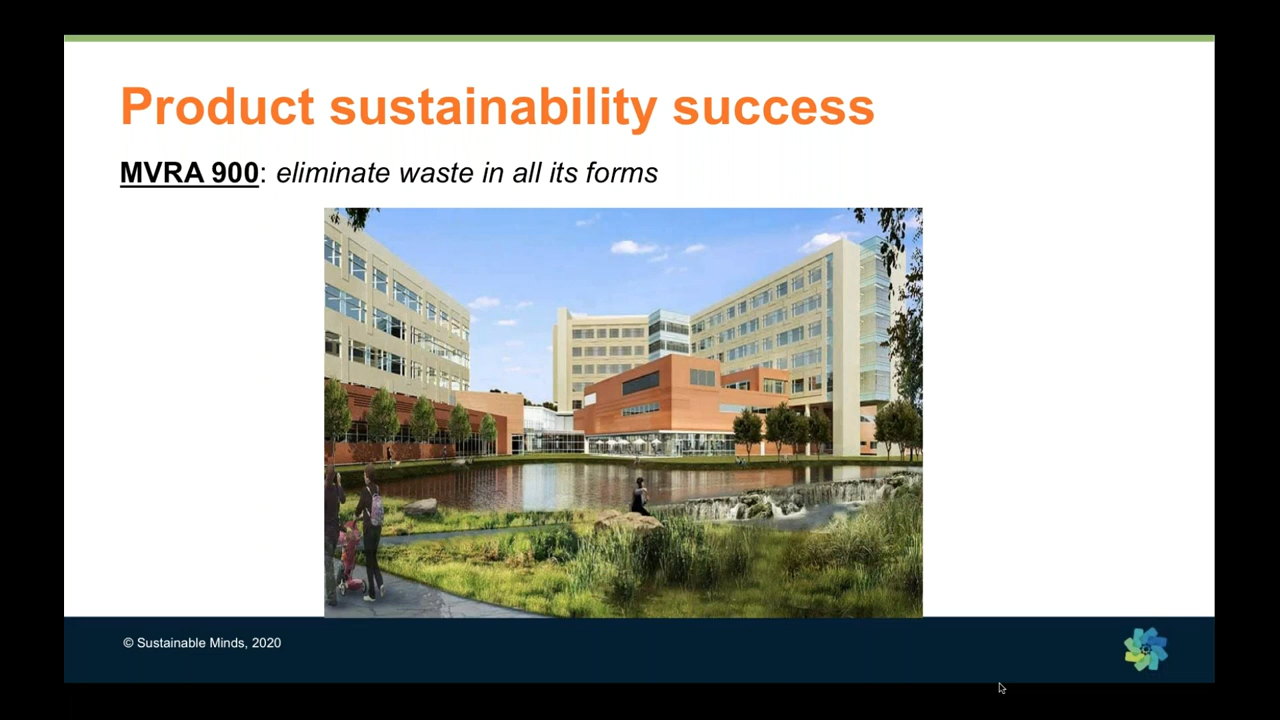 Product sustainability success
MVRA 900: eliminate waste in all its forms
© Sustainable Minds, 2020